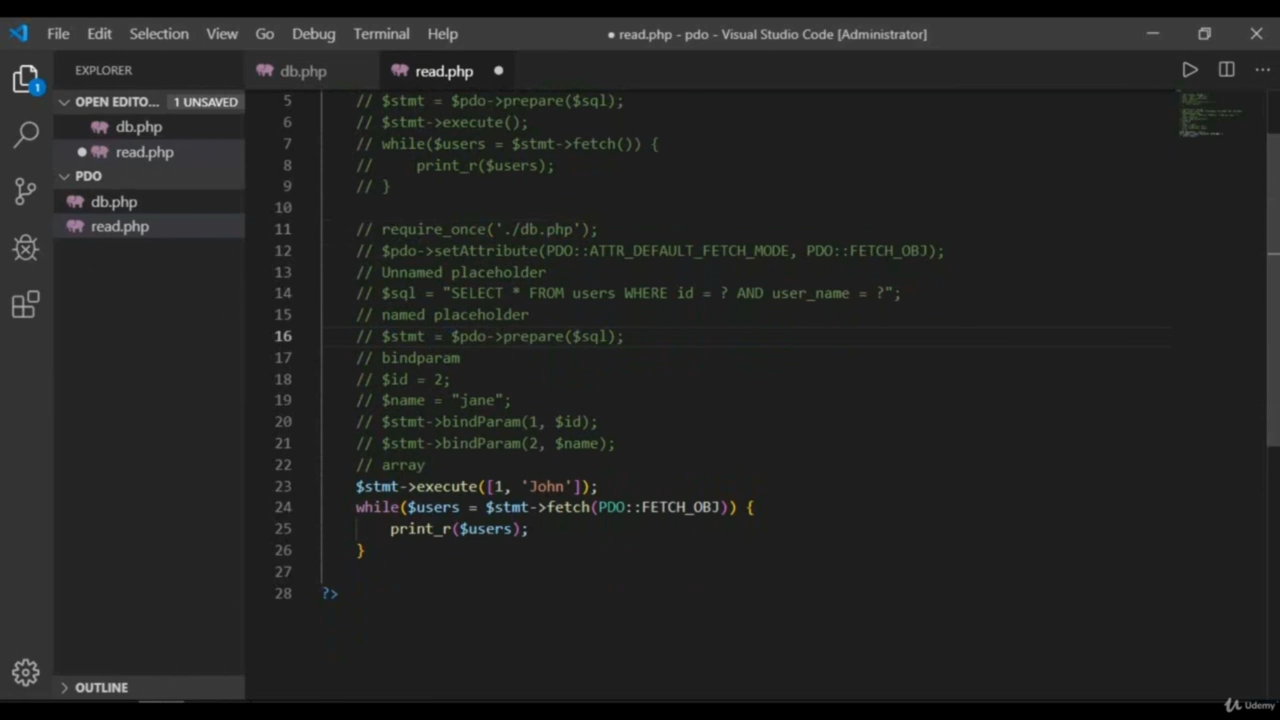 File Edit Selection View Go Debug Terminal Help
● read.php - pdo - Visual Studio Code [Administrator]
EXPLORER
OPEN EDITO... 1 UNSAVED
db.php
● read.php
PDO
db.php
read.php
OUTLINE
1
db.php
read.php ●
5 // $stmt = $pdo->prepare($sql);
6 // $stmt->execute();
7 // while($users = $stmt->fetch()) {
8 //     print_r($users);
9 // }
10
11 // require_once('./db.php');
12 // $pdo->setAttribute(PDO::ATTR_DEFAULT_FETCH_MODE, PDO::FETCH_OBJ);
13 // Unnamed placeholder
14 // $sql = "SELECT * FROM users WHERE id = ? AND user_name = ?";
15 // named placeholder
16 // $stmt = $pdo->prepare($sql);
17 // bindparam
18 // $id = 2;
19 // $name = "jane";
20 // $stmt->bindParam(1, $id);
21 // $stmt->bindParam(2, $name);
22 // array
23 $stmt->execute([1, 'John']);
24 while($users = $stmt->fetch(PDO::FETCH_OBJ)) {
25     print_r($users);
26 }
27
28 ?>
Udemy